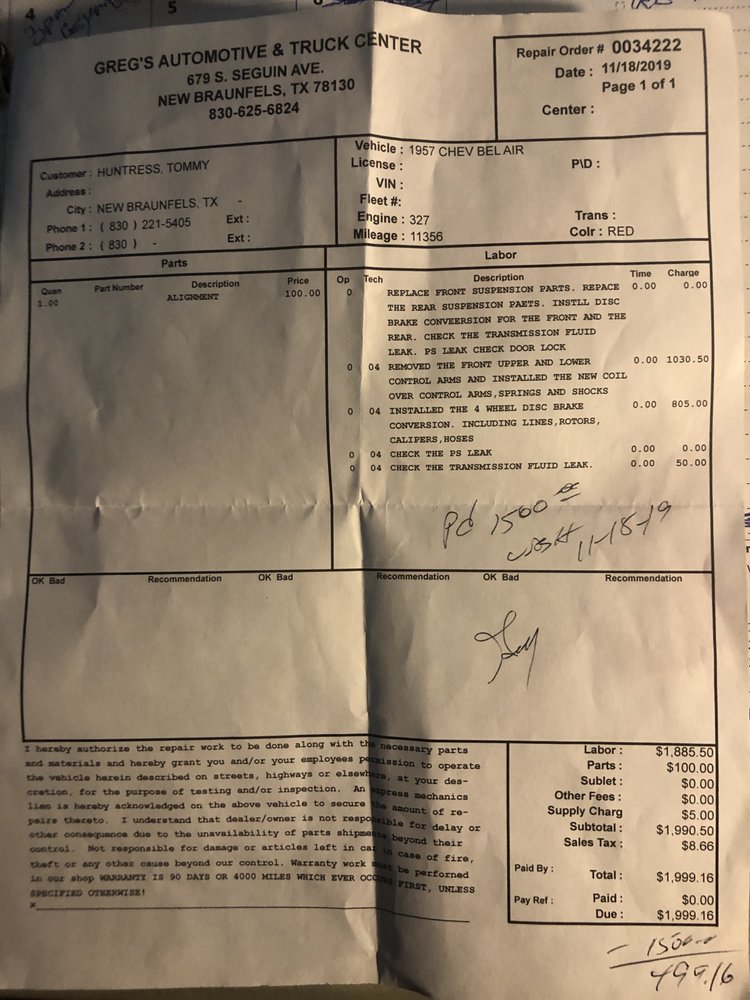 4
5
GREG'S AUTOMOTIVE & TRUCK CENTER
679 S. SEGUIN AVE.
NEW BRAUNFELS, TX 78130
830-625-6824
Repair Order # 0034222
Date : 11/18/2019
Page 1 of 1
Center :
Customer : HUNTRESS, TOMMY
Address :
City : NEW BRAUNFELS, TX -
Phone 1 : ( 830 ) 221-5405 Ext :
Phone 2 : ( 830 ) - Ext :
Vehicle : 1957 CHEV BEL AIR
License : P\D :
VIN :
Fleet #:
Engine : 327 Trans :
Mileage : 11356 Colr : RED
Parts
Quan Part Number Description Price
1.00 ALIGNMENT 100.00
Labor
Op Tech Description Time Charge
0 REPLACE FRONT SUSPENSION PARTS. REPACE 0.00 0.00
THE REAR SUSPENSION PAETS. INSTLL DISC
BRAKE CONVEERSION FOR THE FRONT AND THE
REAR. CHECK THE TRANSMISSION FLUID
LEAK. PS LEAK CHECK DOOR LOCK
0 04 REMOVED THE FRONT UPPER AND LOWER 0.00 1030.50
CONTROL ARMS AND INSTALLED THE NEW COIL
OVER CONTROL ARMS,SPRINGS AND SHOCKS
0 04 INSTALLED THE 4 WHEEL DISC BRAKE 0.00 805.00
CONVERSION. INCLUDING LINES,ROTORS,
CALIPERS,HOSES
0 04 CHECK THE PS LEAK 0.00 0.00
0 04 CHECK THE TRANSMISSION FLUID LEAK. 0.00 50.00
Pd 1500 00
cash 11-18-19
OK Bad Recommendation OK Bad Recommendation OK Bad Recommendation
I hereby authorize the repair work to be done along with the necessary parts
and materials and hereby grant you and/or your employees permission to operate
the vehicle herein described on streets, highways or elsewhere, at your des-
cretion, for the purpose of testing and/or inspection. An express mechanics
lien is hereby acknowledged on the above vehicle to secure the amount of re-
pairs thereto. I understand that dealer/owner is not responsible for delay or
other consequence due to the unavailability of parts shipments beyond their
control. Not responsible for damage or articles left in car in case of fire,
theft or any other cause beyond our control. Warranty work must be perforned
in our shop WARRANTY IS 90 DAYS OR 4000 MILES WHICH EVER OCCURS FIRST, UNLESS
SPECIFIED OTHERWISE!
x
Labor : $1,885.50
Parts : $100.00
Sublet : $0.00
Other Fees : $0.00
Supply Charg $5.00
Subtotal : $1,990.50
Sales Tax : $8.66
Paid By :
Total : $1,999.16
Pay Ref : Paid : $0.00
Due : $1,999.16
- 1500.00
499.16